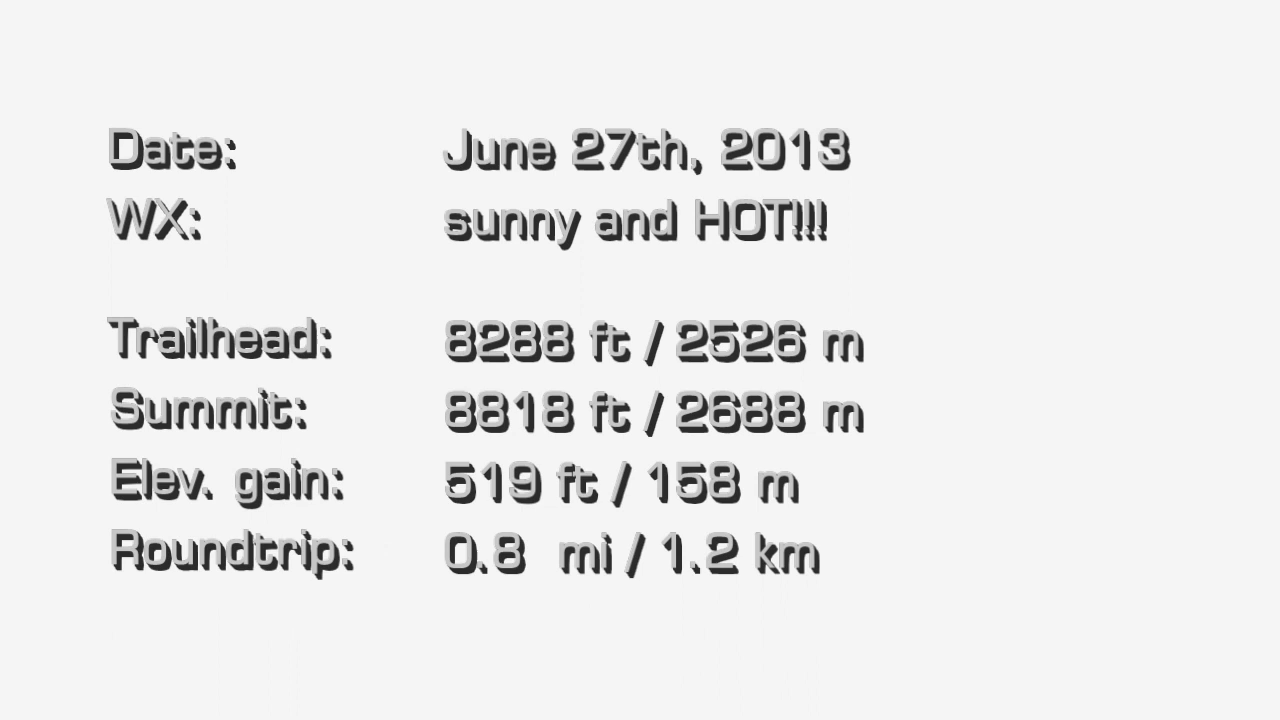 Date: June 27th, 2013
WX: sunny and HOT!!!
Trailhead: 8288 ft / 2526 m
Summit: 8818 ft / 2688 m
Elev. gain: 519 ft / 158 m
Roundtrip: 0.8 mi / 1.2 km